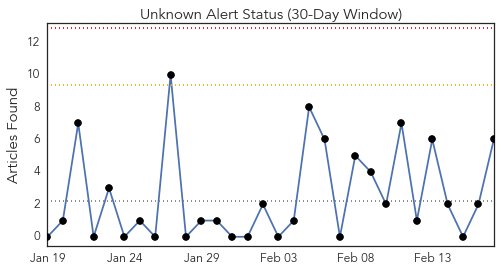 Unknown Alert Status (30-Day Window)
Articles Found
12
10
8
6
4
2
0
Jan 19 Jan 24 Jan 29 Feb 03 Feb 08 Feb 13